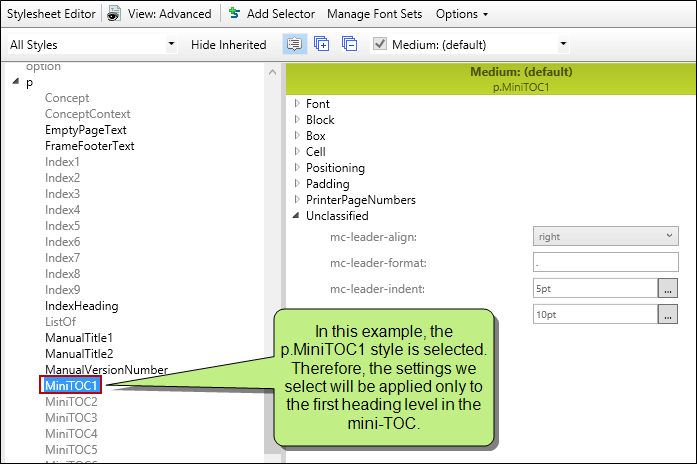 Stylesheet Editor View: Advanced Add Selector Manage Font Sets Options
All Styles Hide Inherited Medium: (default)
option
p
Concept
ConceptContext
EmptyPageText
FrameFooterText
Index1
Index2
Index3
Index4
Index5
Index6
Index7
Index8
Index9
IndexHeading
ListOf
ManualTitle1
ManualTitle2
ManualVersionNumber
MiniTOC1
MiniTOC2
MiniTOC3
MiniTOC4
MiniTOC5
Medium: (default)
p.MiniTOC1
Font
Block
Box
Cell
Positioning
Padding
PrinterPageNumbers
Unclassified
mc-leader-align: right
mc-leader-format: .
mc-leader-indent: 5pt ...
10pt ...
In this example, the
p.MiniTOC1 style is selected.
Therefore, the settings we
select will be applied only to
the first heading level in the
mini-TOC.